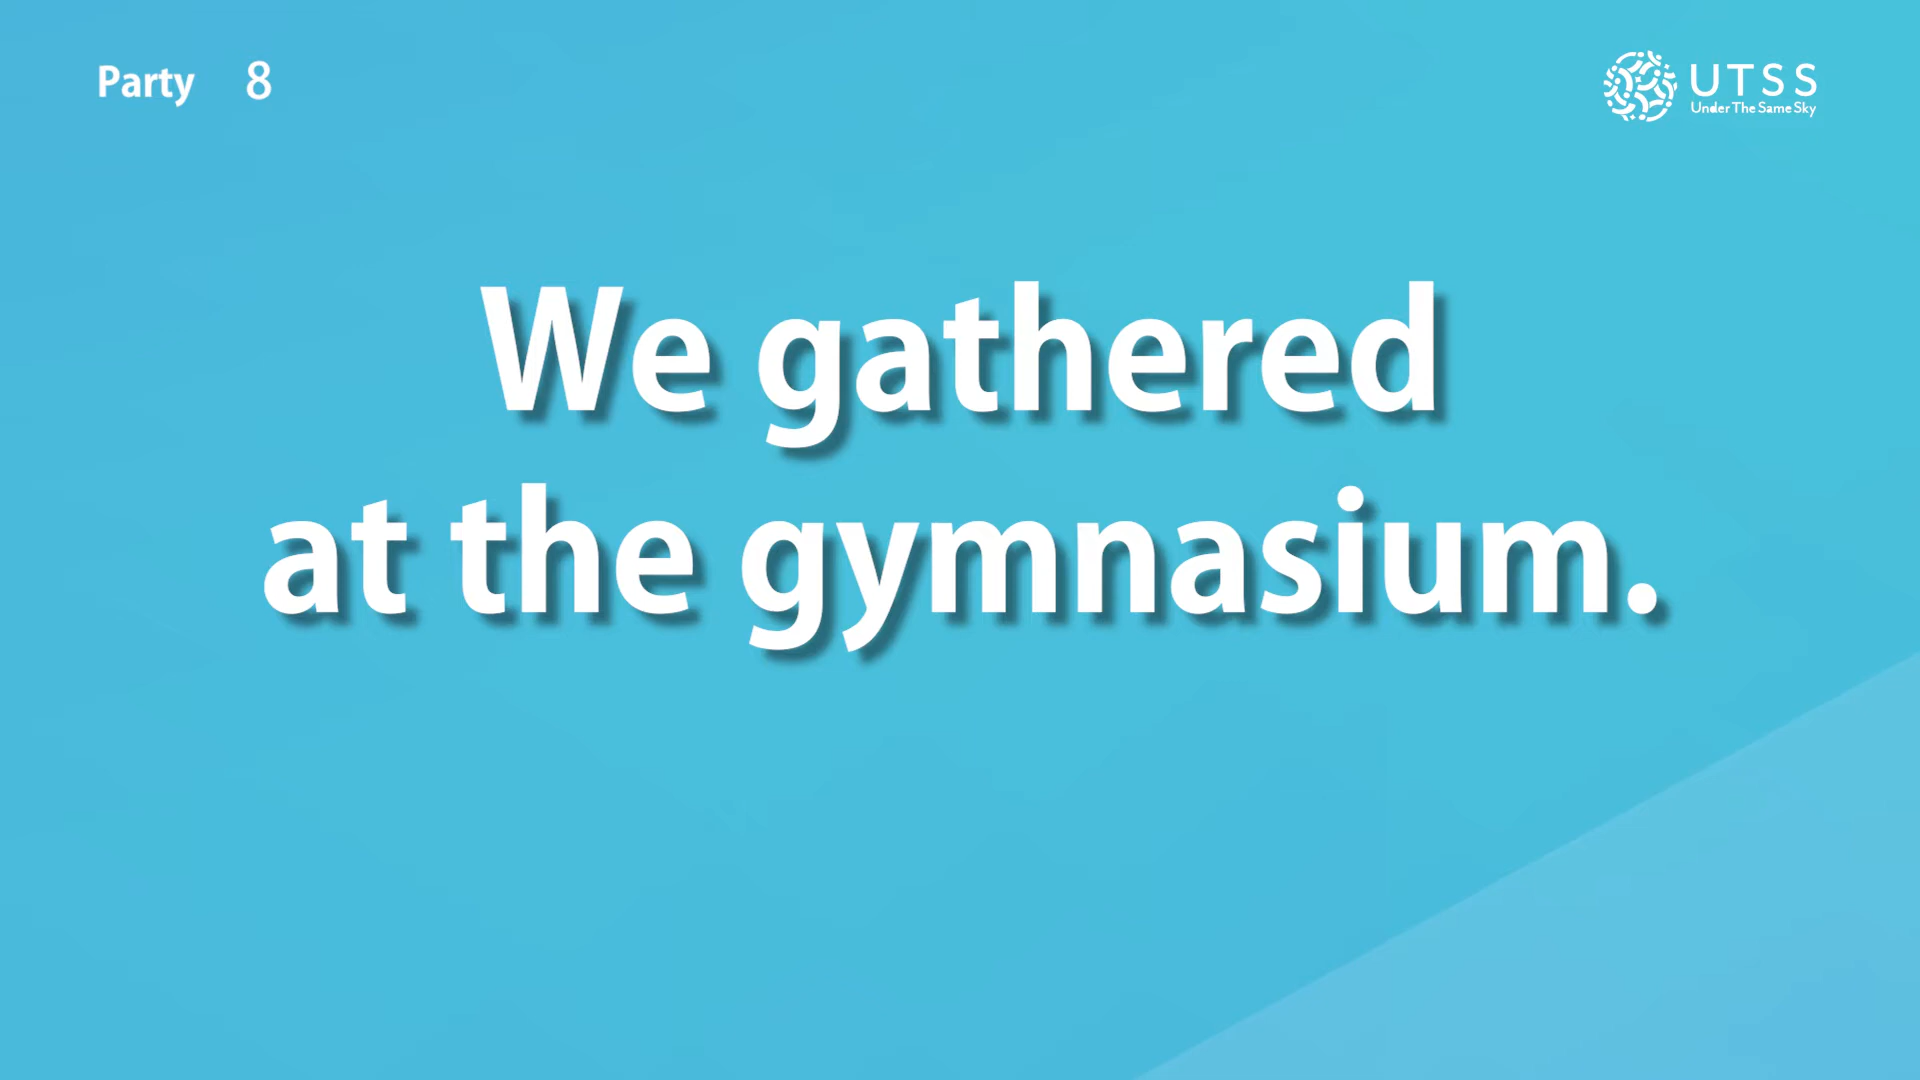 Party 8
UTSS
Under The Same Sky
We gathered
at the gymnasium.